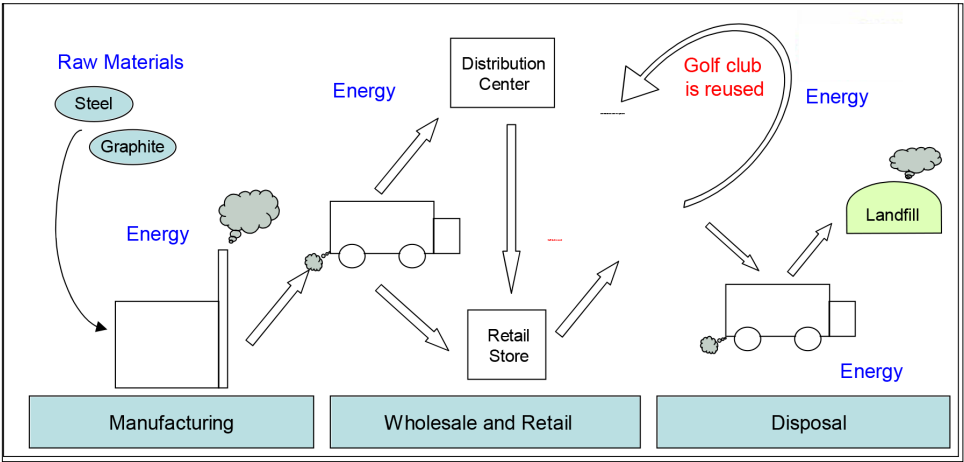 Raw Materials
Steel
Graphite
Energy
Energy
Distribution
Center
Retail
Store
Golf club
is reused
Energy
Landfill
Energy
Manufacturing
Wholesale and Retail
Disposal